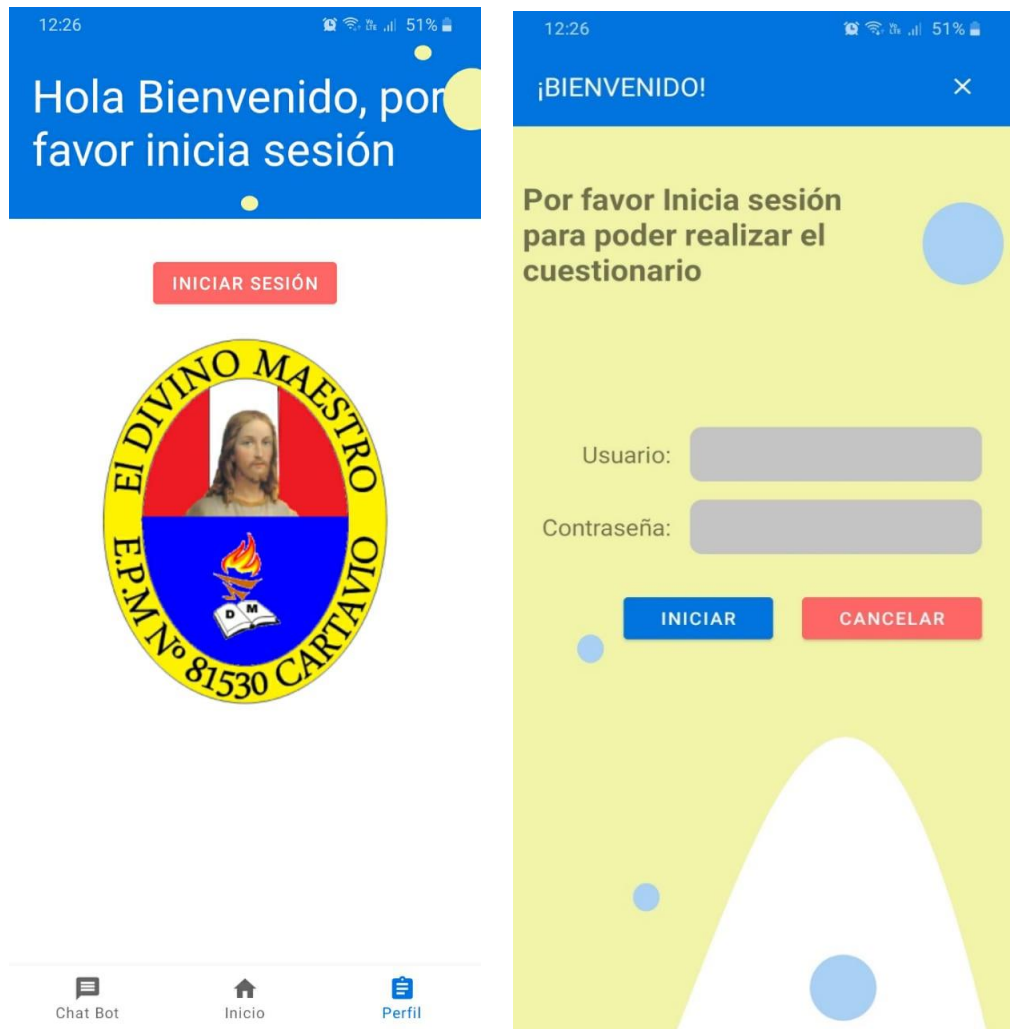 12:26
51%
Hola Bienvenido, por
favor inicia sesión
INICIAR SESIÓN
El DIVINO MAESTRO
D M
E.P.M Nº 81530 CARTAVIO
Chat Bot
Inicio
Perfil
12:26
51%
¡BIENVENIDO!
Por favor Inicia sesión
para poder realizar el
cuestionario
Usuario:
Contraseña:
INICIAR
CANCELAR